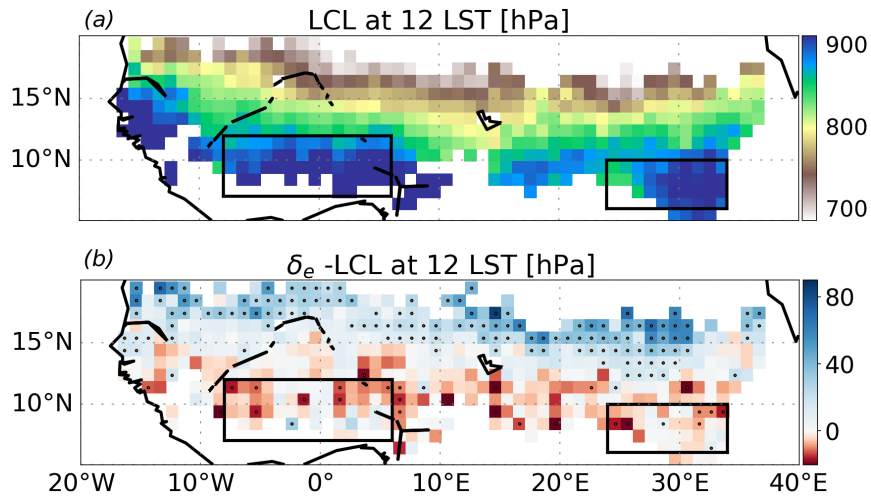 (a) LCL at 12 LST [hPa]
15°N
10°N
900
800
700
(b) δₑ -LCL at 12 LST [hPa]
15°N
10°N
80
40
0
20°W 10°W 0° 10°E 20°E 30°E 40°E